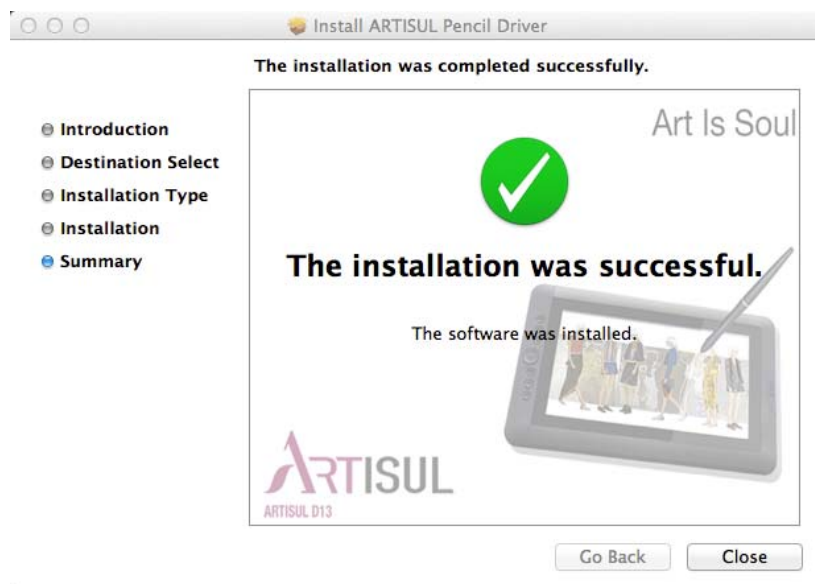 Install ARTISUL Pencil Driver
The installation was completed successfully.
Introduction
Destination Select
Installation Type
Installation
Summary
Art Is Soul
The installation was successful.
The software was installed.
ARTISUL
ARTISUL D13
Go Back
Close